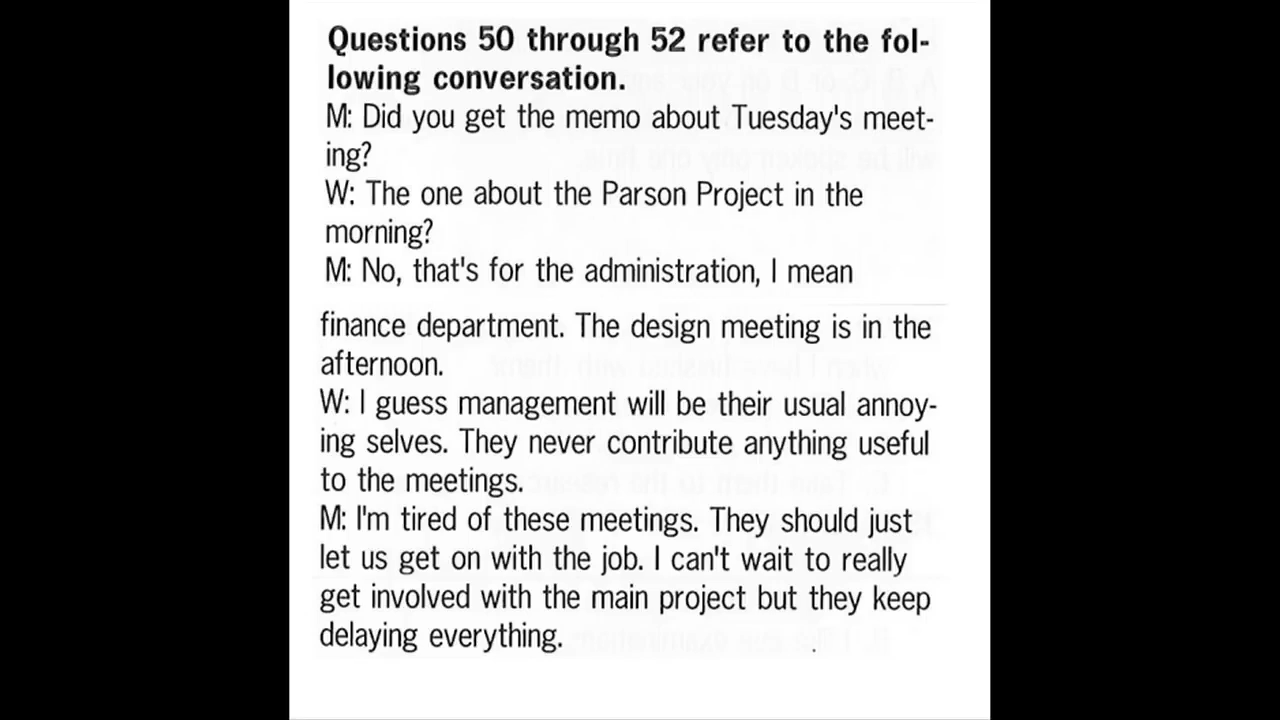 Questions 50 through 52 refer to the fol-
lowing conversation.
M: Did you get the memo about Tuesday's meet-
ing?
W: The one about the Parson Project in the
morning?
M: No, that's for the administration, I mean
finance department. The design meeting is in the
afternoon.
W: I guess management will be their usual annoy-
ing selves. They never contribute anything useful
to the meetings.
M: I'm tired of these meetings. They should just
let us get on with the job. I can't wait to really
get involved with the main project but they keep
delaying everything.